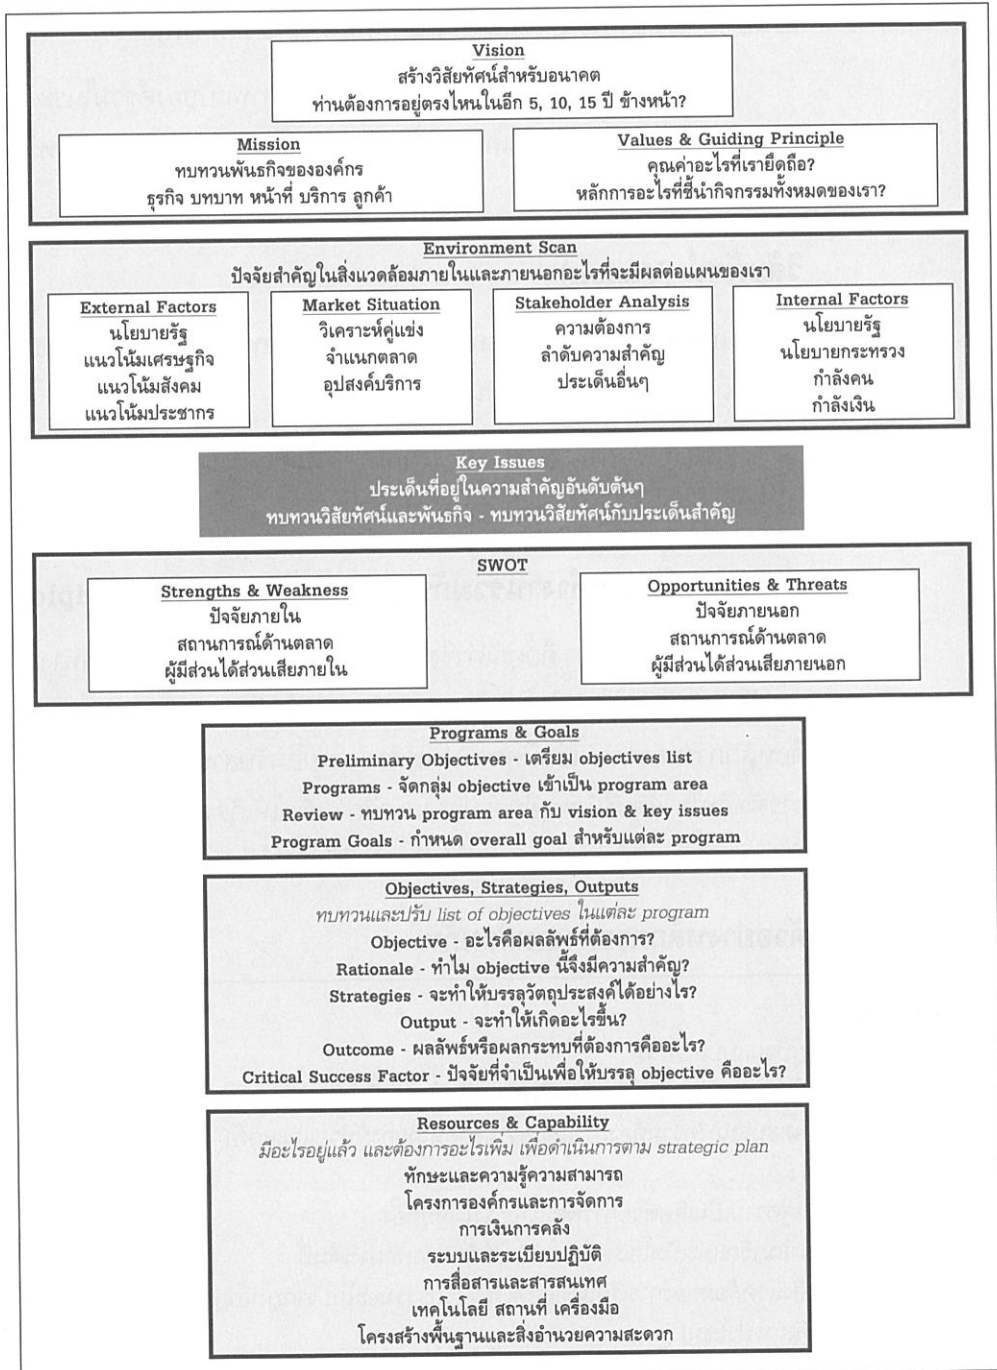 Vision
สร้างวิสัยทัศน์สำหรับอนาคต
ท่านต้องการอยู่ตรงไหนในอีก 5, 10, 15 ปี ข้างหน้า?
Mission
ทบทวนพันธกิจขององค์กร
ธุรกิจ บทบาท หน้าที่ บริการ ลูกค้า
Values & Guiding Principle
คุณค่าอะไรที่เรายึดถือ?
หลักการอะไรที่ชี้นำกิจกรรมทั้งหมดของเรา?
Environment Scan
ปัจจัยสำคัญในสิ่งแวดล้อมภายในและภายนอกอะไรที่จะมีผลต่อแผนของเรา
External Factors
นโยบายรัฐ
แนวโน้มเศรษฐกิจ
แนวโน้มสังคม
แนวโน้มประชากร
Market Situation
วิเคราะห์คู่แข่ง
จำแนกตลาด
อุปสงค์บริการ
Stakeholder Analysis
ความต้องการ
ลำดับความสำคัญ
ประเด็นอื่นๆ
Internal Factors
นโยบายรัฐ
นโยบายกระทรวง
กำลังคน
กำลังเงิน
Key Issues
ประเด็นที่อยู่ในความสำคัญอันดับต้นๆ
ทบทวนวิสัยทัศน์และพันธกิจ - ทบทวนวิสัยทัศน์กับประเด็นสำคัญ
SWOT
Strengths & Weakness
ปัจจัยภายใน
สถานการณ์ด้านตลาด
ผู้มีส่วนได้ส่วนเสียภายใน
Opportunities & Threats
ปัจจัยภายนอก
สถานการณ์ด้านตลาด
ผู้มีส่วนได้ส่วนเสียภายนอก
Programs & Goals
Preliminary Objectives - เตรียม objectives list
Programs - จัดกลุ่ม objective เข้าเป็น program area
Review - ทบทวน program area กับ vision & key issues
Program Goals - กำหนด overall goal สำหรับแต่ละ program
Objectives, Strategies, Outputs
ทบทวนและปรับ list of objectives ในแต่ละ program
Objective - อะไรคือผลลัพธ์ที่ต้องการ?
Rationale - ทำไม objective นี้จึงมีความสำคัญ?
Strategies - จะทำให้บรรลุวัตถุประสงค์ได้อย่างไร?
Output - จะทำให้เกิดอะไรขึ้น?
Outcome - ผลลัพธ์หรือผลกระทบที่ต้องการคืออะไร?
Critical Success Factor - ปัจจัยที่จำเป็นเพื่อให้บรรลุ objective คืออะไร?
Resources & Capability
มีอะไรอยู่แล้ว และต้องการอะไรเพิ่ม เพื่อดำเนินการตาม strategic plan
ทักษะและความรู้ความสามารถ
โครงการองค์กรและการจัดการ
การเงินการคลัง
ระบบและระเบียบปฏิบัติ
การสื่อสารและสารสนเทศ
เทคโนโลยี สถานที่ เครื่องมือ
โครงสร้างพื้นฐานและสิ่งอำนวยความสะดวก